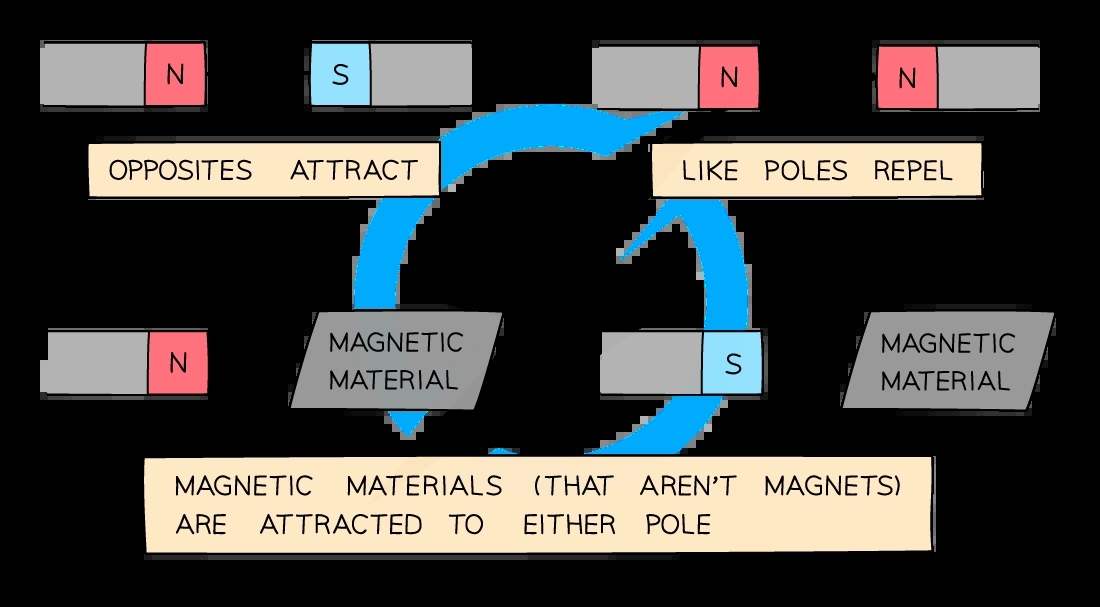 N S N N
OPPOSITES ATTRACT
LIKE POLES REPEL
N
MAGNETIC
MATERIAL
S
MAGNETIC
MATERIAL
MAGNETIC MATERIALS (THAT AREN'T MAGNETS)
ARE ATTRACTED TO EITHER POLE